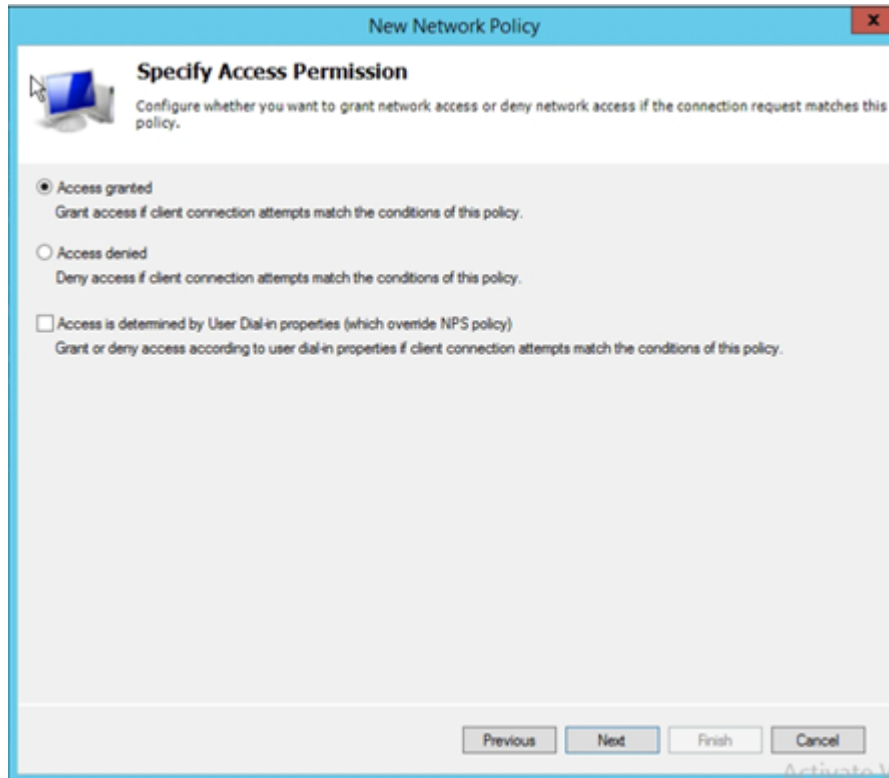 New Network Policy
x
Specify Access Permission
Configure whether you want to grant network access or deny network access if the connection request matches this
policy.
Access granted
Grant access if client connection attempts match the conditions of this policy.
Access denied
Deny access if client connection attempts match the conditions of this policy.
Access is determined by User Dial-in properties (which override NPS policy)
Grant or deny access according to user dial-in properties if client connection attempts match the conditions of this policy.
Previous Next Finish Cancel
Activate